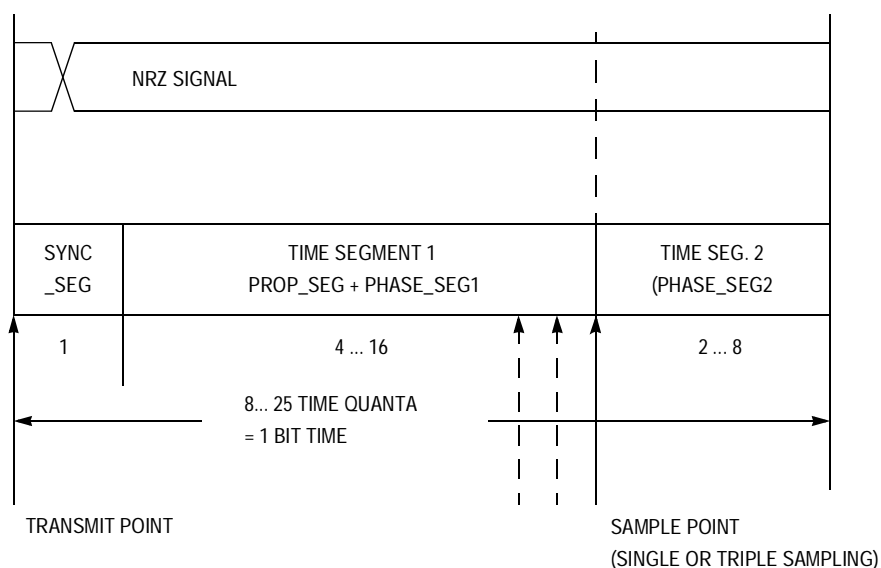 NRZ SIGNAL
SYNC
_SEG
TIME SEGMENT 1
PROP_SEG + PHASE_SEG1
TIME SEG. 2
(PHASE_SEG2
1
4 ... 16
2 ... 8
8... 25 TIME QUANTA
= 1 BIT TIME
TRANSMIT POINT
SAMPLE POINT
(SINGLE OR TRIPLE SAMPLING)